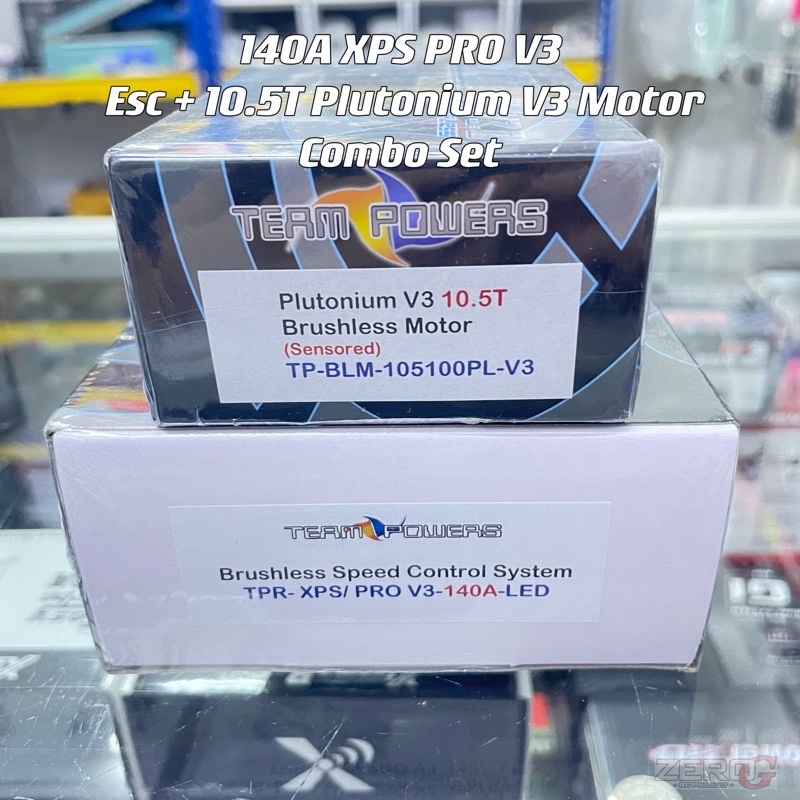 140A XPS PRO V3
Esc + 10.5T Plutonium V3 Motor
Combo Set
TEAM POWERS
Plutonium V3 10.5T
Brushless Motor
(Sensored)
TP-BLM-105100PL-V3
TEAM POWERS
Brushless Speed Control System
TPR- XPS/ PRO V3-140A-LED
ZERO G